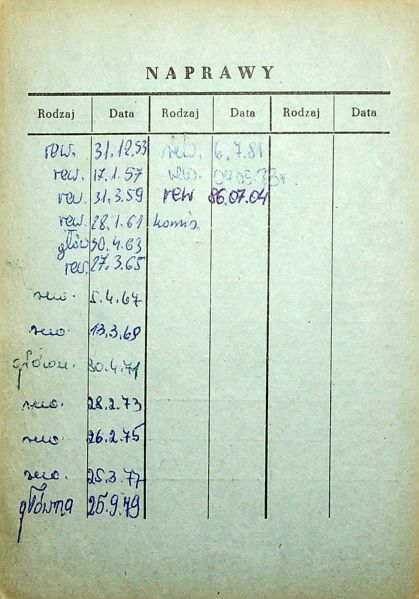 NAPRAWY
Rodzaj Data Rodzaj Data Rodzaj Data
rew. 31.12.53 rew. 6.7.81
rew. 17.1.57 rew.
rew. 31.3.59 rew 86.07.04
rew. 28.1.61 komis.
głów 30.4.63
rew. 27.3.65
rew. 5.4.67
rew. 13.3.69
główn. 30.4.71
rew. 28.2.73
rew. 26.2.75
rew. 25.3.77
główna 25.9.79